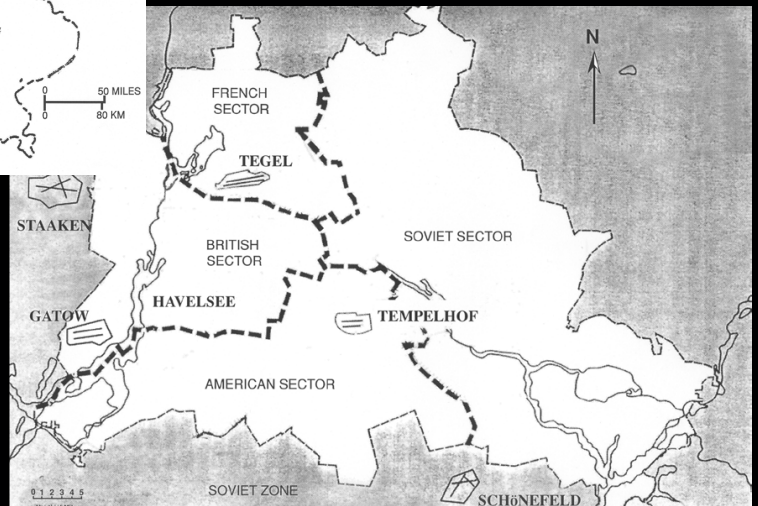 0 50 MILES
0 80 KM
N
FRENCH
SECTOR
TEGEL
STAAKEN
BRITISH
SECTOR
SOVIET SECTOR
HAVELSEE
GATOW
TEMPELHOF
AMERICAN SECTOR
0 1 2 3 4 5
SOVIET ZONE
SCHöNEFELD